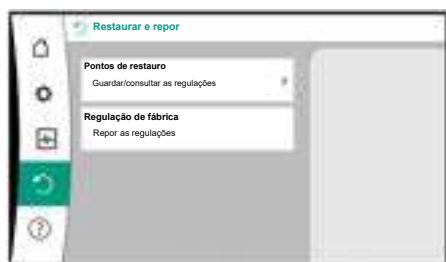 Restaurar e repor
Pontos de restauro
Guardar/consultar as regulações
Regulação de fábrica
Repor as regulações